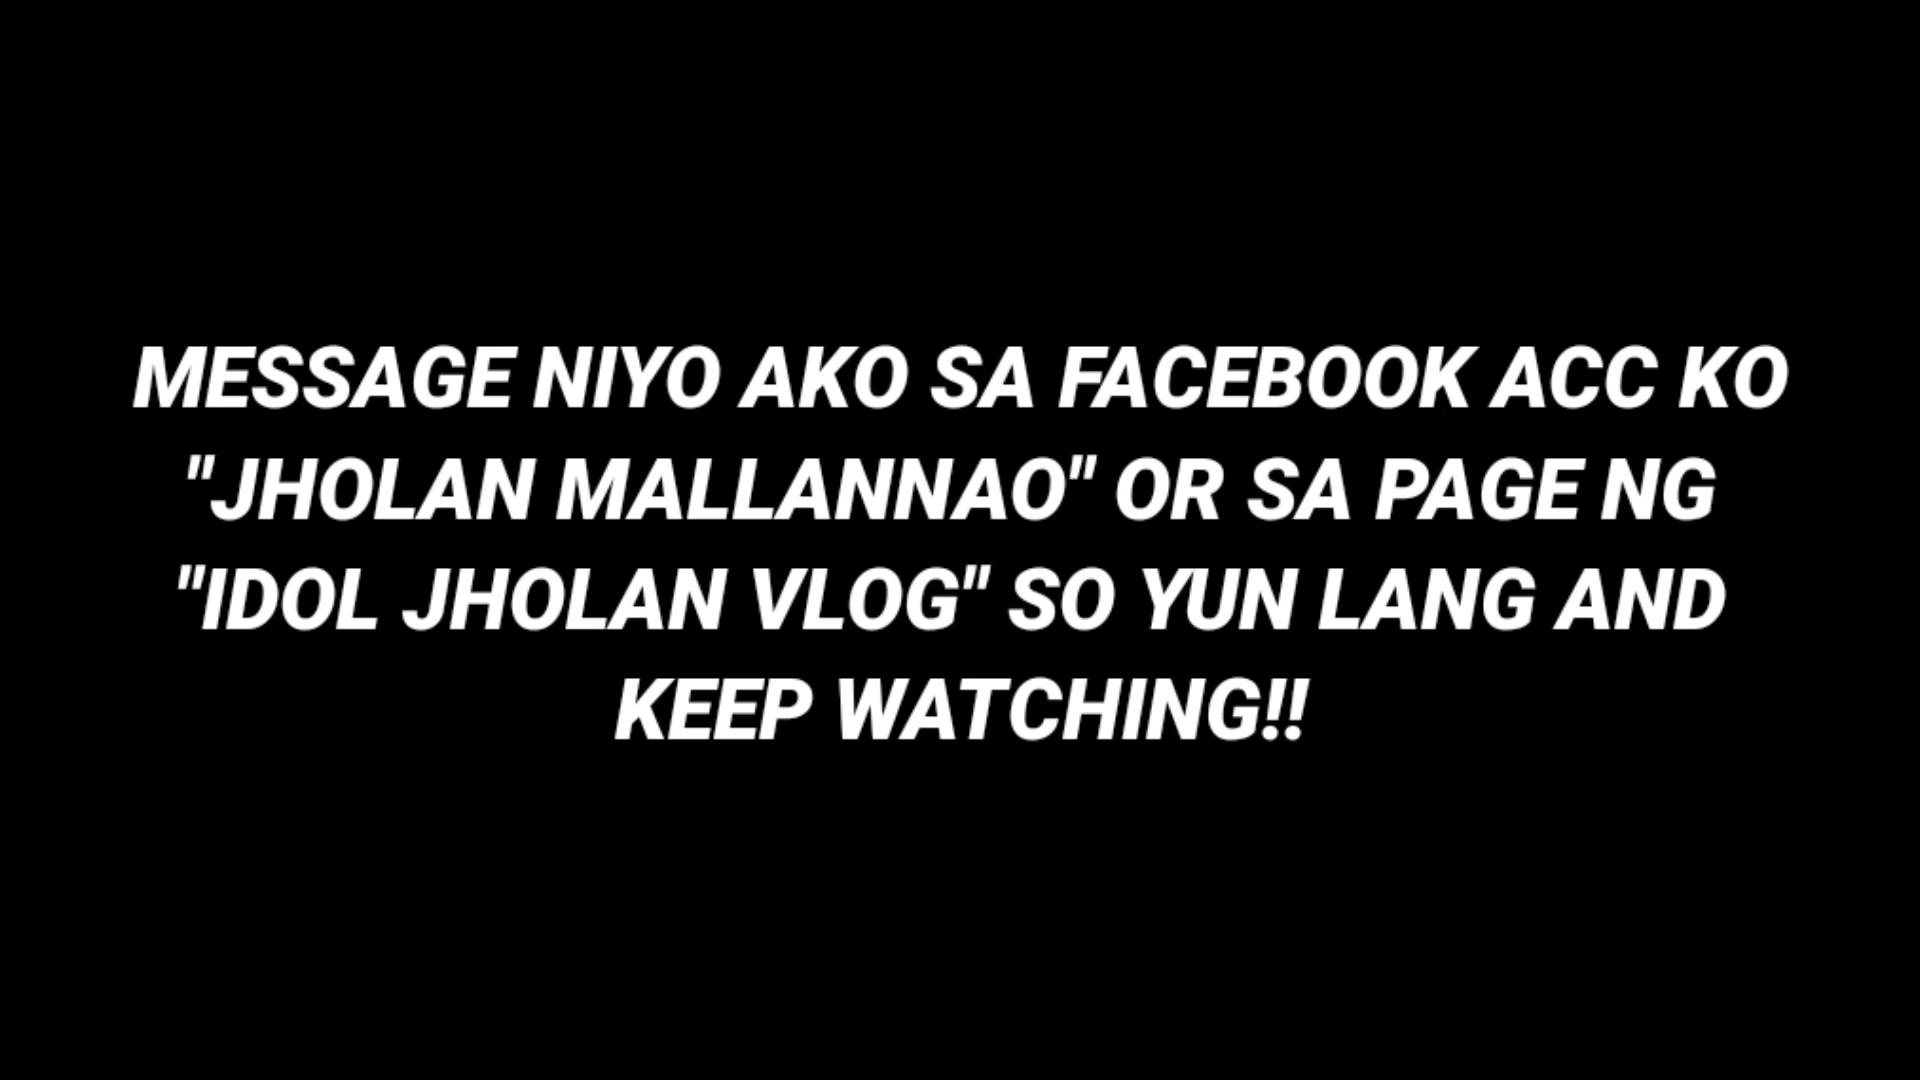 MESSAGE NIYO AKO SA FACEBOOK ACC KO
"JHOLAN MALLANNAO" OR SA PAGE NG
"IDOL JHOLAN VLOG" SO YUN LANG AND
KEEP WATCHING!!